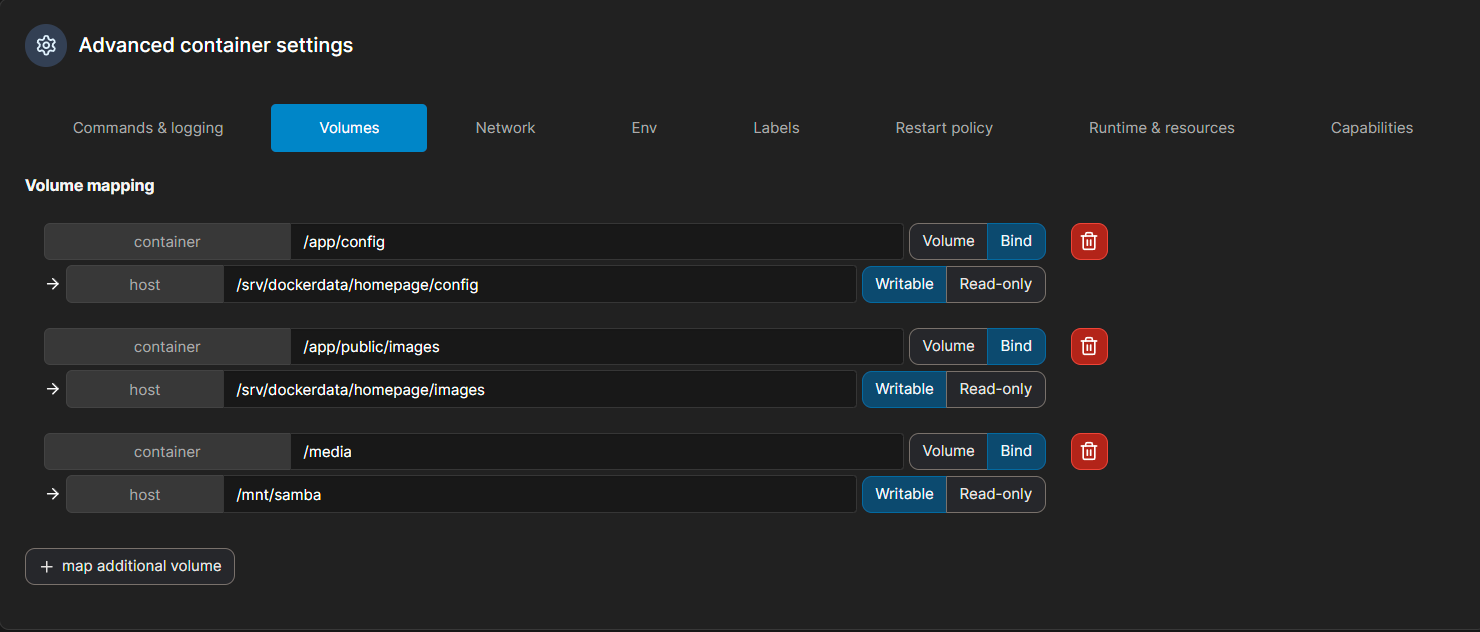 Advanced container settings
Commands & logging Volumes Network Env Labels Restart policy Runtime & resources Capabilities
Volume mapping
container /app/config Volume Bind
→ host /srv/dockerdata/homepage/config Writable Read-only
container /app/public/images Volume Bind
→ host /srv/dockerdata/homepage/images Writable Read-only
container /media Volume Bind
→ host /mnt/samba Writable Read-only
+ map additional volume